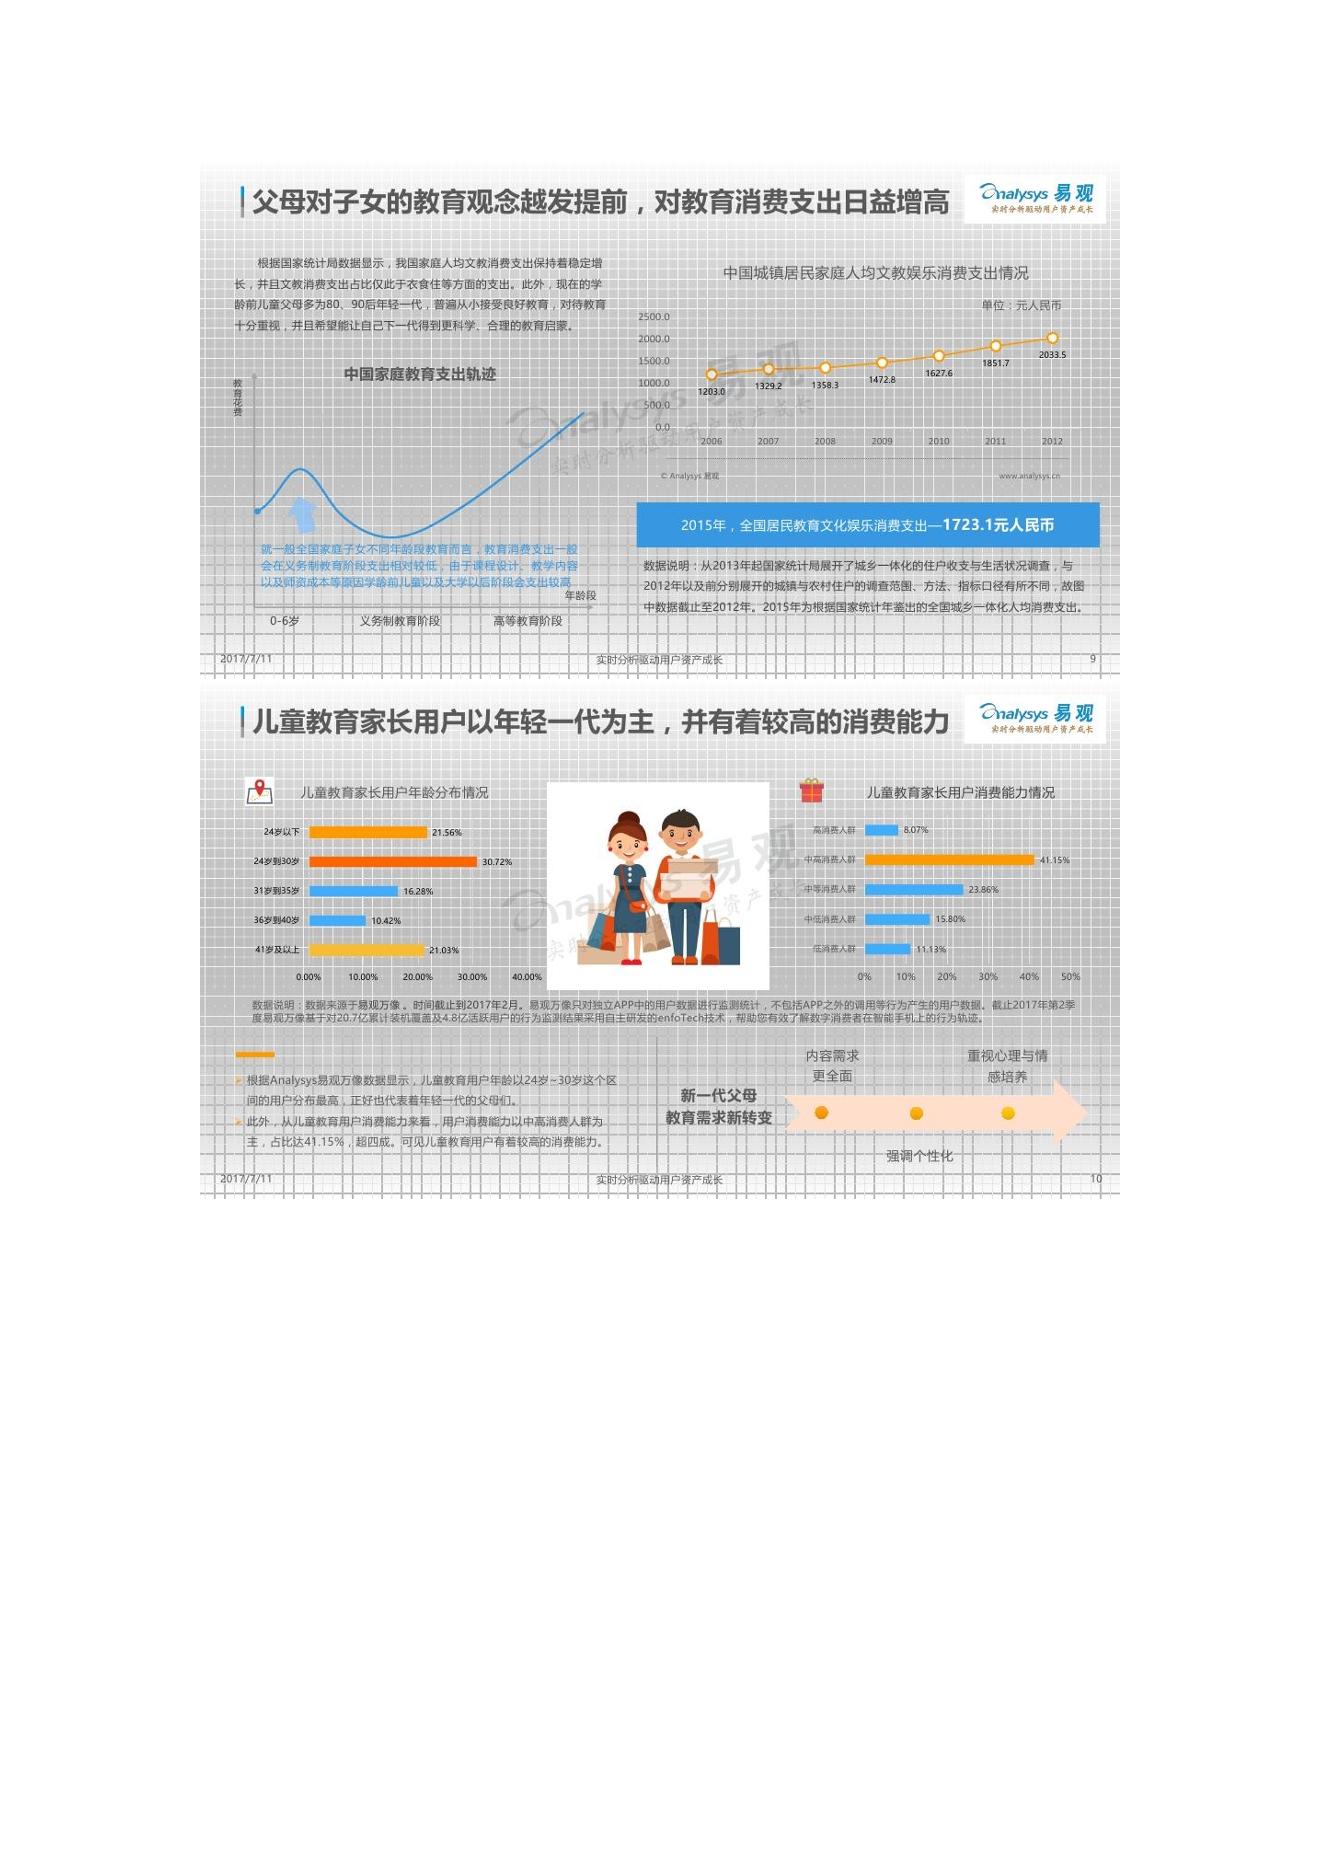 父母对子女的教育观念越发提前，对教育消费支出日益增高
Analysys 易观
实时分析驱动用户资产成长
根据国家统计局数据显示，我国家庭人均文教消费支出保持着稳定增
长，并且文教消费支出占比仅此于衣食住等方面的支出。此外，现在的学
龄前儿童父母多为80、90后年轻一代，普遍从小接受良好教育，对待教育
十分重视，并且希望能让自己下一代得到更科学、合理的教育启蒙。
中国家庭教育支出轨迹
教育花费
就一般全国家庭子女不同年龄段教育而言，教育消费支出一般
会在义务制教育阶段支出相对较低，由于课程设计、教学内容
以及师资成本等原因学龄前儿童以及大学以后阶段会支出较高
年龄段
0-6岁 义务制教育阶段 高等教育阶段
中国城镇居民家庭人均文教娱乐消费支出情况
单位：元人民币
2500.0
2000.0
1500.0
1000.0
500.0
0.0
1203.0 1329.2 1358.3 1472.8 1627.6 1851.7 2033.5
2006 2007 2008 2009 2010 2011 2012
© Analysys 易观 www.analysys.cn
Analysys 易观
实时分析驱动用户资产成长
2015年，全国居民教育文化娱乐消费支出—1723.1元人民币
数据说明：从2013年起国家统计局展开了城乡一体化的住户收支与生活状况调查，与
2012年以及前分别展开的城镇与农村住户的调查范围、方法、指标口径有所不同，故图
中数据截止至2012年。2015年为根据国家统计年鉴出的全国城乡一体化人均消费支出。
2017/7/11 实时分析驱动用户资产成长 9
儿童教育家长用户以年轻一代为主，并有着较高的消费能力
Analysys 易观
实时分析驱动用户资产成长
儿童教育家长用户年龄分布情况
24岁以下 21.56%
24岁到30岁 30.72%
31岁到35岁 16.28%
36岁到40岁 10.42%
41岁及以上 21.03%
0.00% 10.00% 20.00% 30.00% 40.00%
儿童教育家长用户消费能力情况
高消费人群 8.07%
中高消费人群 41.15%
中等消费人群 23.86%
中低消费人群 15.80%
低消费人群 11.13%
0% 10% 20% 30% 40% 50%
Analysys 易观
实时分析驱动用户资产成长
数据说明：数据来源于易观万像。时间截止到2017年2月。易观万像只对独立APP中的用户数据进行监测统计，不包括APP之外的调用等行为产生的用户数据。截止2017年第2季
度易观万像基于对20.7亿累计装机覆盖及4.8亿活跃用户的行为监测结果采用自主研发的enfoTech技术，帮助您有效了解数字消费者在智能手机上的行为轨迹。
根据Analysys易观万像数据显示，儿童教育用户年龄以24岁~30岁这个区
间的用户分布最高，正好也代表着年轻一代的父母们。
此外，从儿童教育用户消费能力来看，用户消费能力以中高消费人群为
主，占比达41.15%，超四成。可见儿童教育用户有着较高的消费能力。
新一代父母
教育需求新转变
内容需求
更全面
重视心理与情
感培养
强调个性化
2017/7/11 实时分析驱动用户资产成长 10